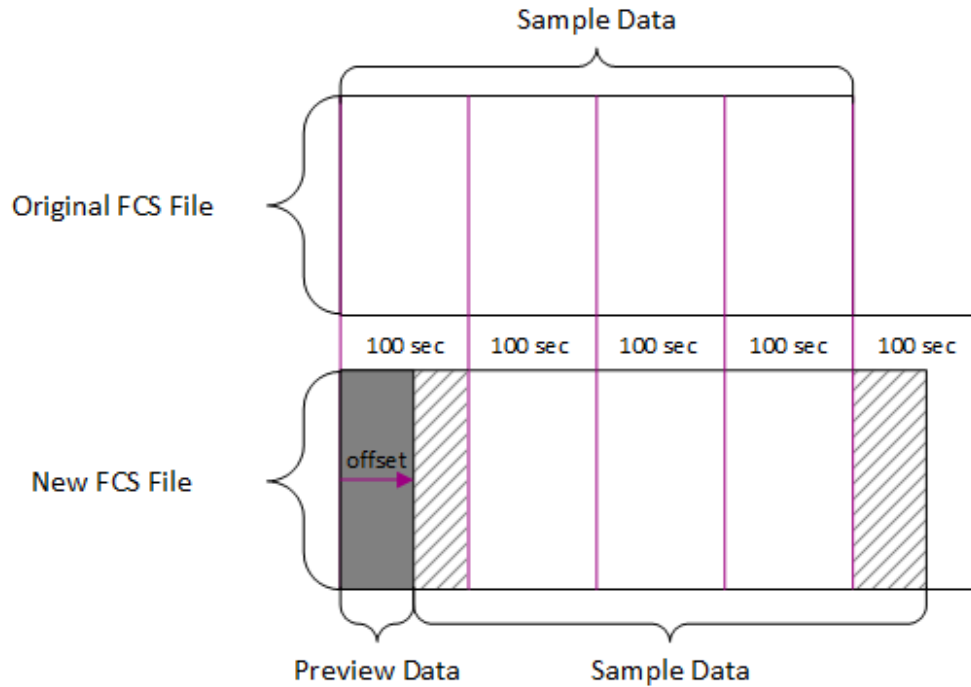 Sample Data
Original FCS File
100 sec 100 sec 100 sec 100 sec 100 sec
offset
New FCS File
Preview Data Sample Data